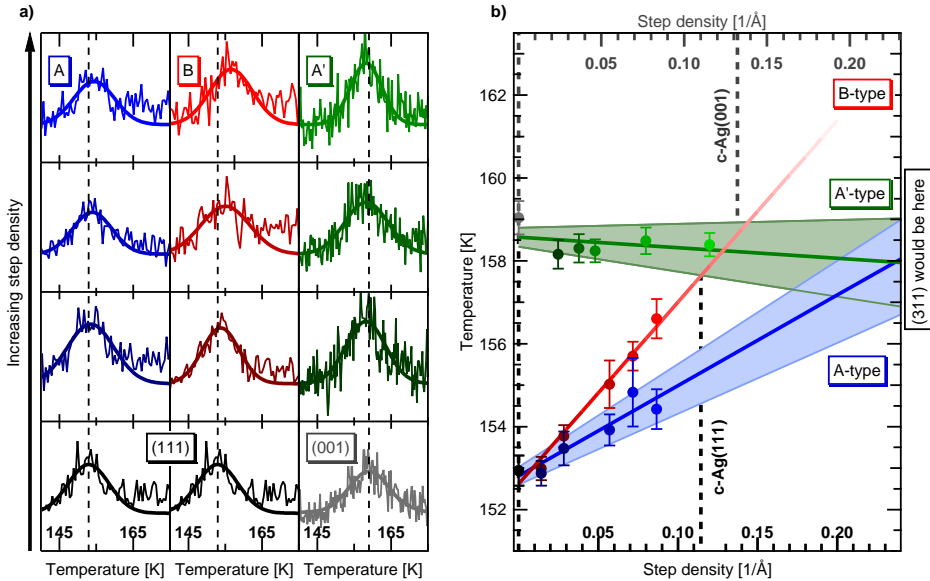 a)
Increasing step density
A
B
A'
(111)
(001)
145 165 145 165 145 165
Temperature [K] Temperature [K] Temperature [K]
b)
Step density [1/Å]
0.05 0.10 0.15 0.20
162
160
158
156
154
152
Temperature [K]
c-Ag(001)
c-Ag(111)
B-type
A'-type
A-type
(311) would be here
0.05 0.10 0.15 0.20
Step density [1/Å]